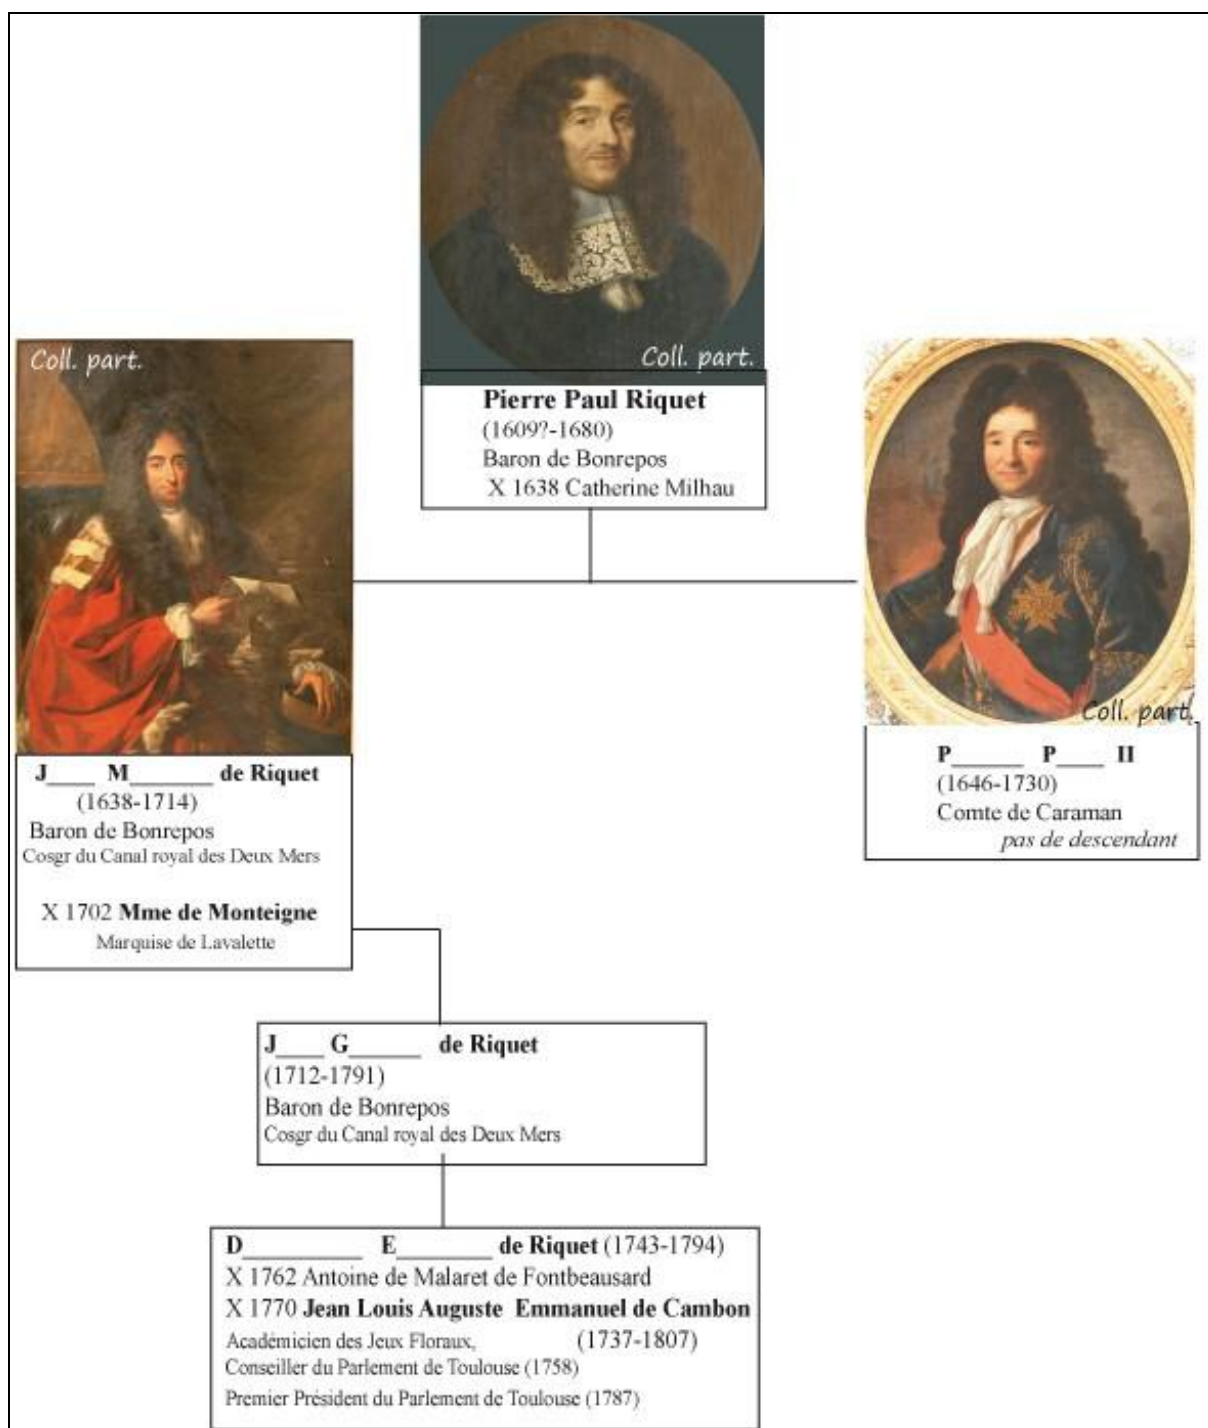 Coll. part.
Pierre Paul Riquet
(1609?-1680)
Baron de Bonrepos
X 1638 Catherine Milhau
Coll. part.
J____ M_______ de Riquet
(1638-1714)
Baron de Bonrepos
Cosgr du Canal royal des Deux Mers
X 1702 Mme de Monteigne
Marquise de Lavalette
Coll. part.
P______ P____ II
(1646-1730)
Comte de Caraman
pas de descendant
J____ G______ de Riquet
(1712-1791)
Baron de Bonrepos
Cosgr du Canal royal des Deux Mers
D__________ E________ de Riquet (1743-1794)
X 1762 Antoine de Malaret de Fontbeausard
X 1770 Jean Louis Auguste Emmanuel de Cambon
Académicien des Jeux Floraux, (1737-1807)
Conseiller du Parlement de Toulouse (1758)
Premier Président du Parlement de Toulouse (1787)